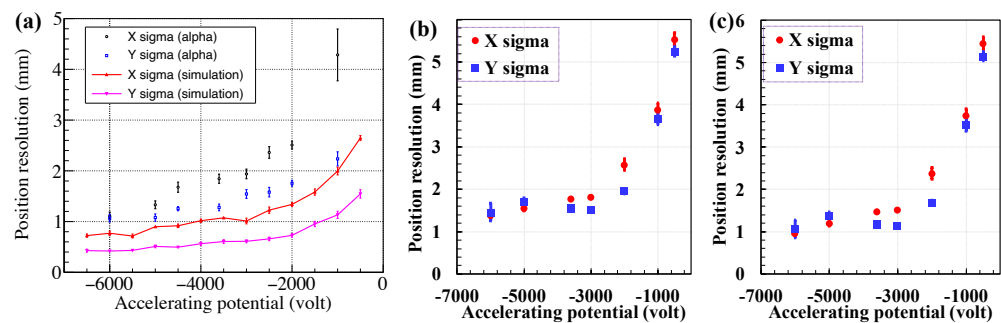 (a)
X sigma (alpha)
Y sigma (alpha)
X sigma (simulation)
Y sigma (simulation)
Position resolution (mm)
5
4
3
2
1
0
−6000 −4000 −2000 0
Accelerating potential (volt)
(b)
X sigma
Y sigma
Position resolution (mm)
6
5
4
3
2
1
0
-7000 -5000 -3000 -1000
Accelerating potential (volt)
(c)
X sigma
Y sigma
Position resolution (mm)
6
5
4
3
2
1
0
-7000 -5000 -3000 -1000
Accelerating potential (volt)